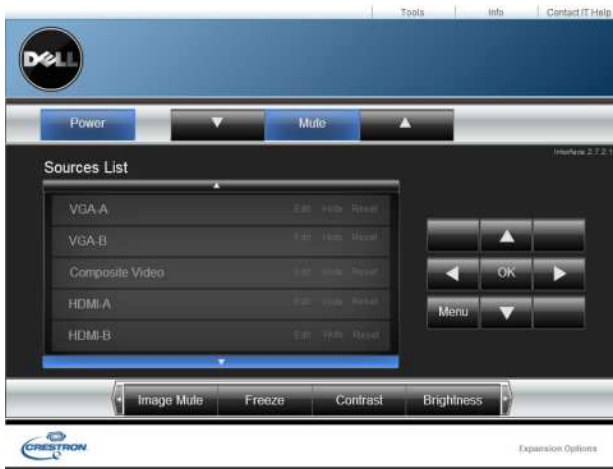 Tools Info Contact IT Help
DELL
Power Mute
Interface 2.7.2.1
Sources List
VGA-A Edit Hide Reset
VGA-B Edit Hide Reset
Composite Video Edit Hide Reset
HDMI-A Edit Hide Reset
HDMI-B Edit Hide Reset
OK
Menu
Image Mute Freeze Contrast Brightness
CRESTRON
Expansion Options